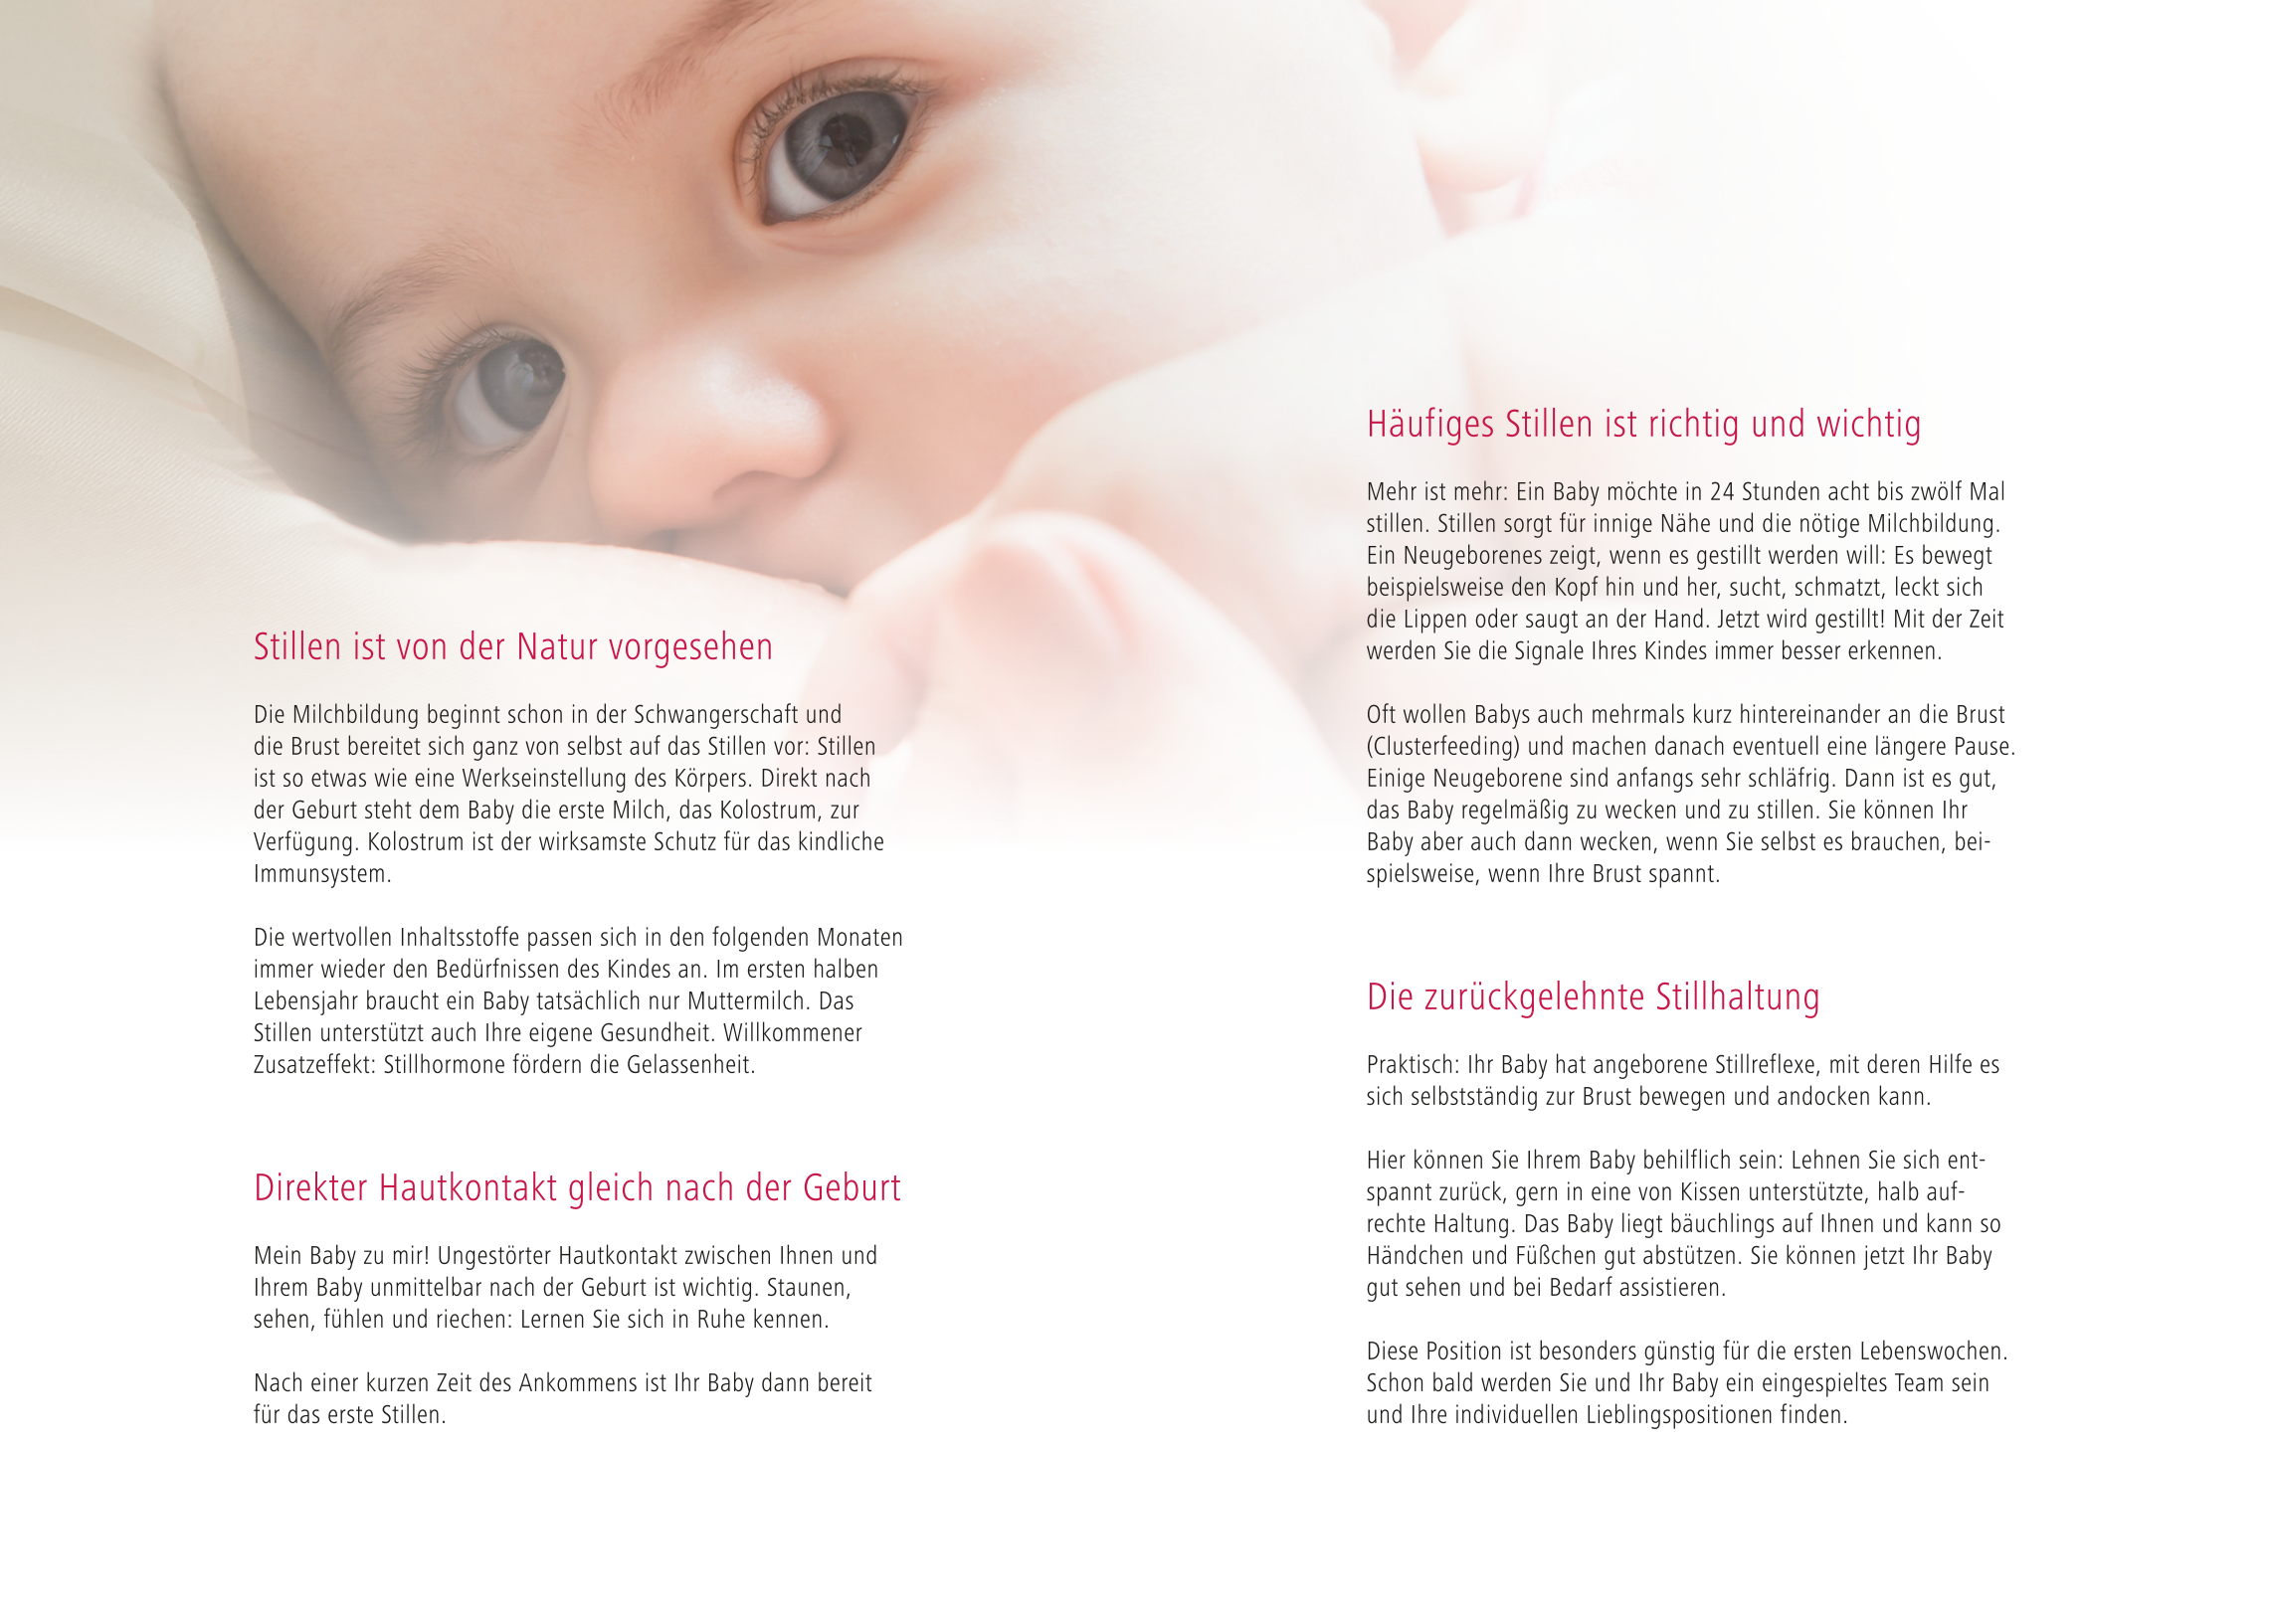 Stillen ist von der Natur vorgesehen
Die Milchbildung beginnt schon in der Schwangerschaft und
die Brust bereitet sich ganz von selbst auf das Stillen vor: Stillen
ist so etwas wie eine Werkseinstellung des Körpers. Direkt nach
der Geburt steht dem Baby die erste Milch, das Kolostrum, zur
Verfügung. Kolostrum ist der wirksamste Schutz für das kindliche
Immunsystem.
Die wertvollen Inhaltsstoffe passen sich in den folgenden Monaten
immer wieder den Bedürfnissen des Kindes an. Im ersten halben
Lebensjahr braucht ein Baby tatsächlich nur Muttermilch. Das
Stillen unterstützt auch Ihre eigene Gesundheit. Willkommener
Zusatzeffekt: Stillhormone fördern die Gelassenheit.
Direkter Hautkontakt gleich nach der Geburt
Mein Baby zu mir! Ungestörter Hautkontakt zwischen Ihnen und
Ihrem Baby unmittelbar nach der Geburt ist wichtig. Staunen,
sehen, fühlen und riechen: Lernen Sie sich in Ruhe kennen.
Nach einer kurzen Zeit des Ankommens ist Ihr Baby dann bereit
für das erste Stillen.
Häufiges Stillen ist richtig und wichtig
Mehr ist mehr: Ein Baby möchte in 24 Stunden acht bis zwölf Mal
stillen. Stillen sorgt für innige Nähe und die nötige Milchbildung.
Ein Neugeborenes zeigt, wenn es gestillt werden will: Es bewegt
beispielsweise den Kopf hin und her, sucht, schmatzt, leckt sich
die Lippen oder saugt an der Hand. Jetzt wird gestillt! Mit der Zeit
werden Sie die Signale Ihres Kindes immer besser erkennen.
Oft wollen Babys auch mehrmals kurz hintereinander an die Brust
(Clusterfeeding) und machen danach eventuell eine längere Pause.
Einige Neugeborene sind anfangs sehr schläfrig. Dann ist es gut,
das Baby regelmäßig zu wecken und zu stillen. Sie können Ihr
Baby aber auch dann wecken, wenn Sie selbst es brauchen, bei-
spielsweise, wenn Ihre Brust spannt.
Die zurückgelehnte Stillhaltung
Praktisch: Ihr Baby hat angeborene Stillreflexe, mit deren Hilfe es
sich selbstständig zur Brust bewegen und andocken kann.
Hier können Sie Ihrem Baby behilflich sein: Lehnen Sie sich ent-
spannt zurück, gern in eine von Kissen unterstützte, halb auf-
rechte Haltung. Das Baby liegt bäuchlings auf Ihnen und kann so
Händchen und Füßchen gut abstützen. Sie können jetzt Ihr Baby
gut sehen und bei Bedarf assistieren.
Diese Position ist besonders günstig für die ersten Lebenswochen.
Schon bald werden Sie und Ihr Baby ein eingespieltes Team sein
und Ihre individuellen Lieblingspositionen finden.